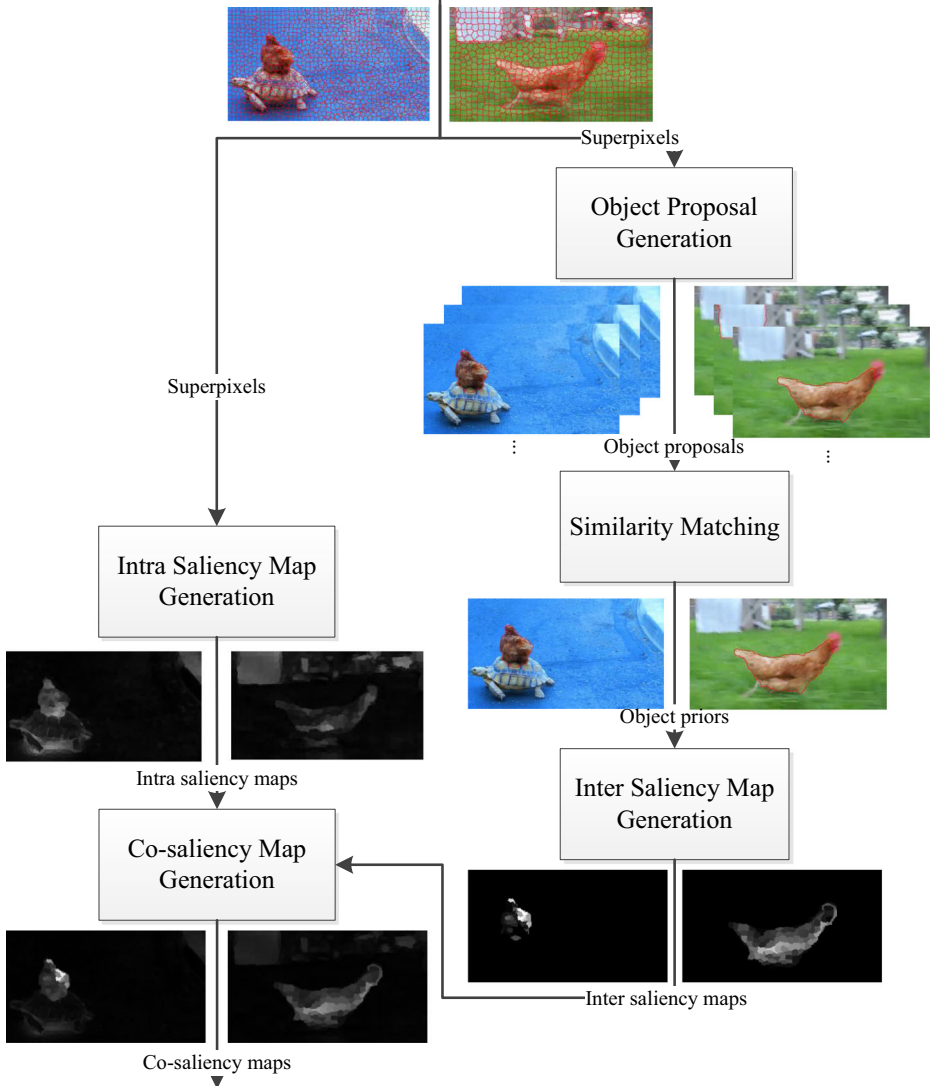 Superpixels
Object Proposal
Generation
Superpixels
Object proposals
Similarity Matching
Intra Saliency Map
Generation
Object priors
Intra saliency maps
Inter Saliency Map
Generation
Co-saliency Map
Generation
Inter saliency maps
Co-saliency maps